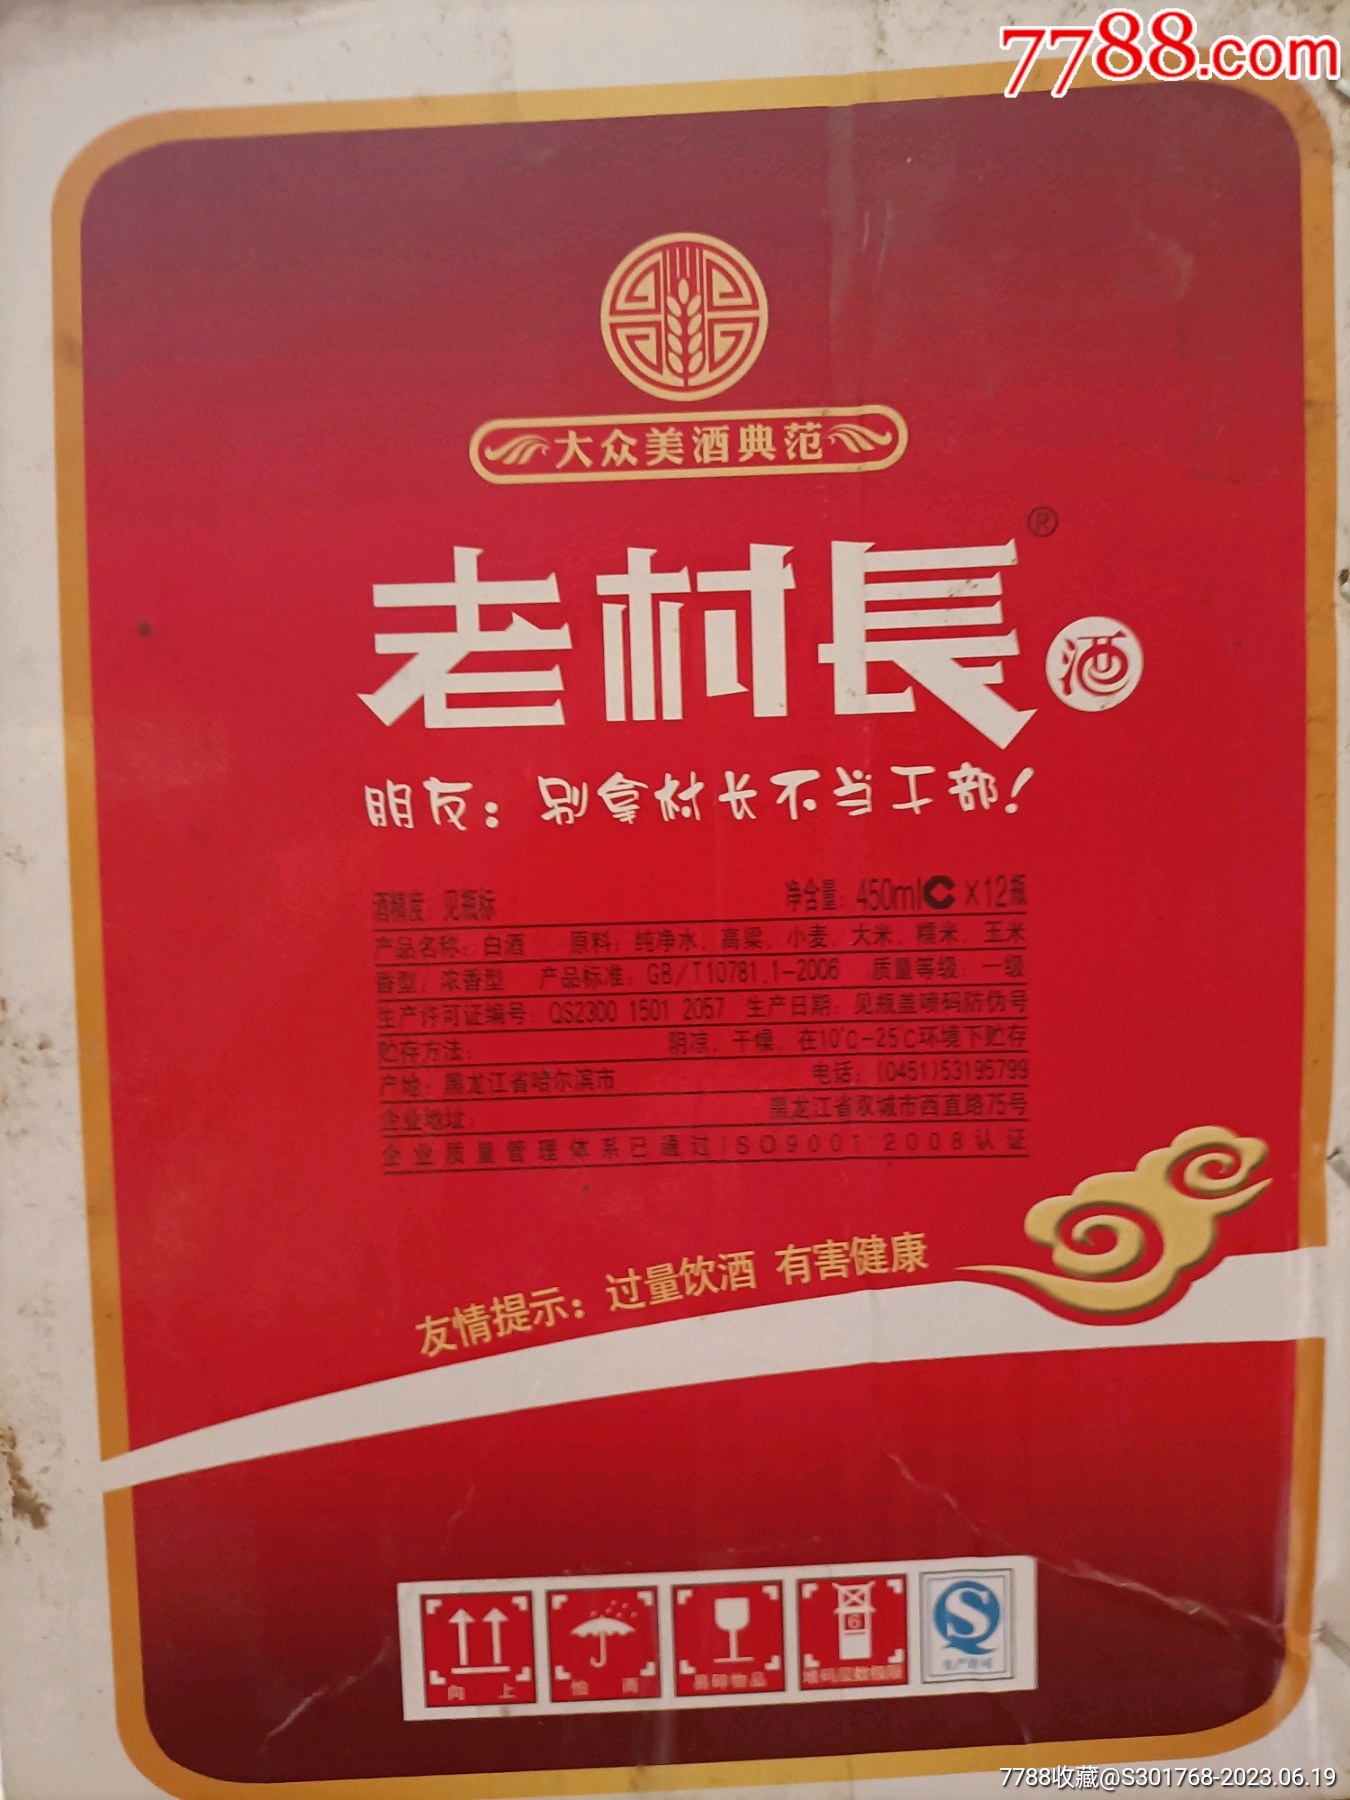 7788.com
大众美酒典范
老村長®
酒
朋友：别拿村长不当干部！
酒精度：见瓶标 净含量：450ml C ×12瓶
产品名称：白酒 原料：纯净水、高粱、小麦、大米、糯米、玉米
香型：浓香型 产品标准：GB/T10781.1-2006 质量等级：一级
生产许可证编号：QS2300 1501 2057 生产日期：见瓶盖喷码防伪号
贮存方法： 阴凉、干燥、在10℃-25℃环境下贮存
产地：黑龙江省哈尔滨市 电话：(0451)53195799
企业地址： 黑龙江省双城市西直路75号
企业质量管理体系已通过ISO9001:2008认证
友情提示：过量饮酒 有害健康
向上 怕雨 易碎物品 堆码层数极限 生产许可
6
7788收藏@S301768-2023.06.19